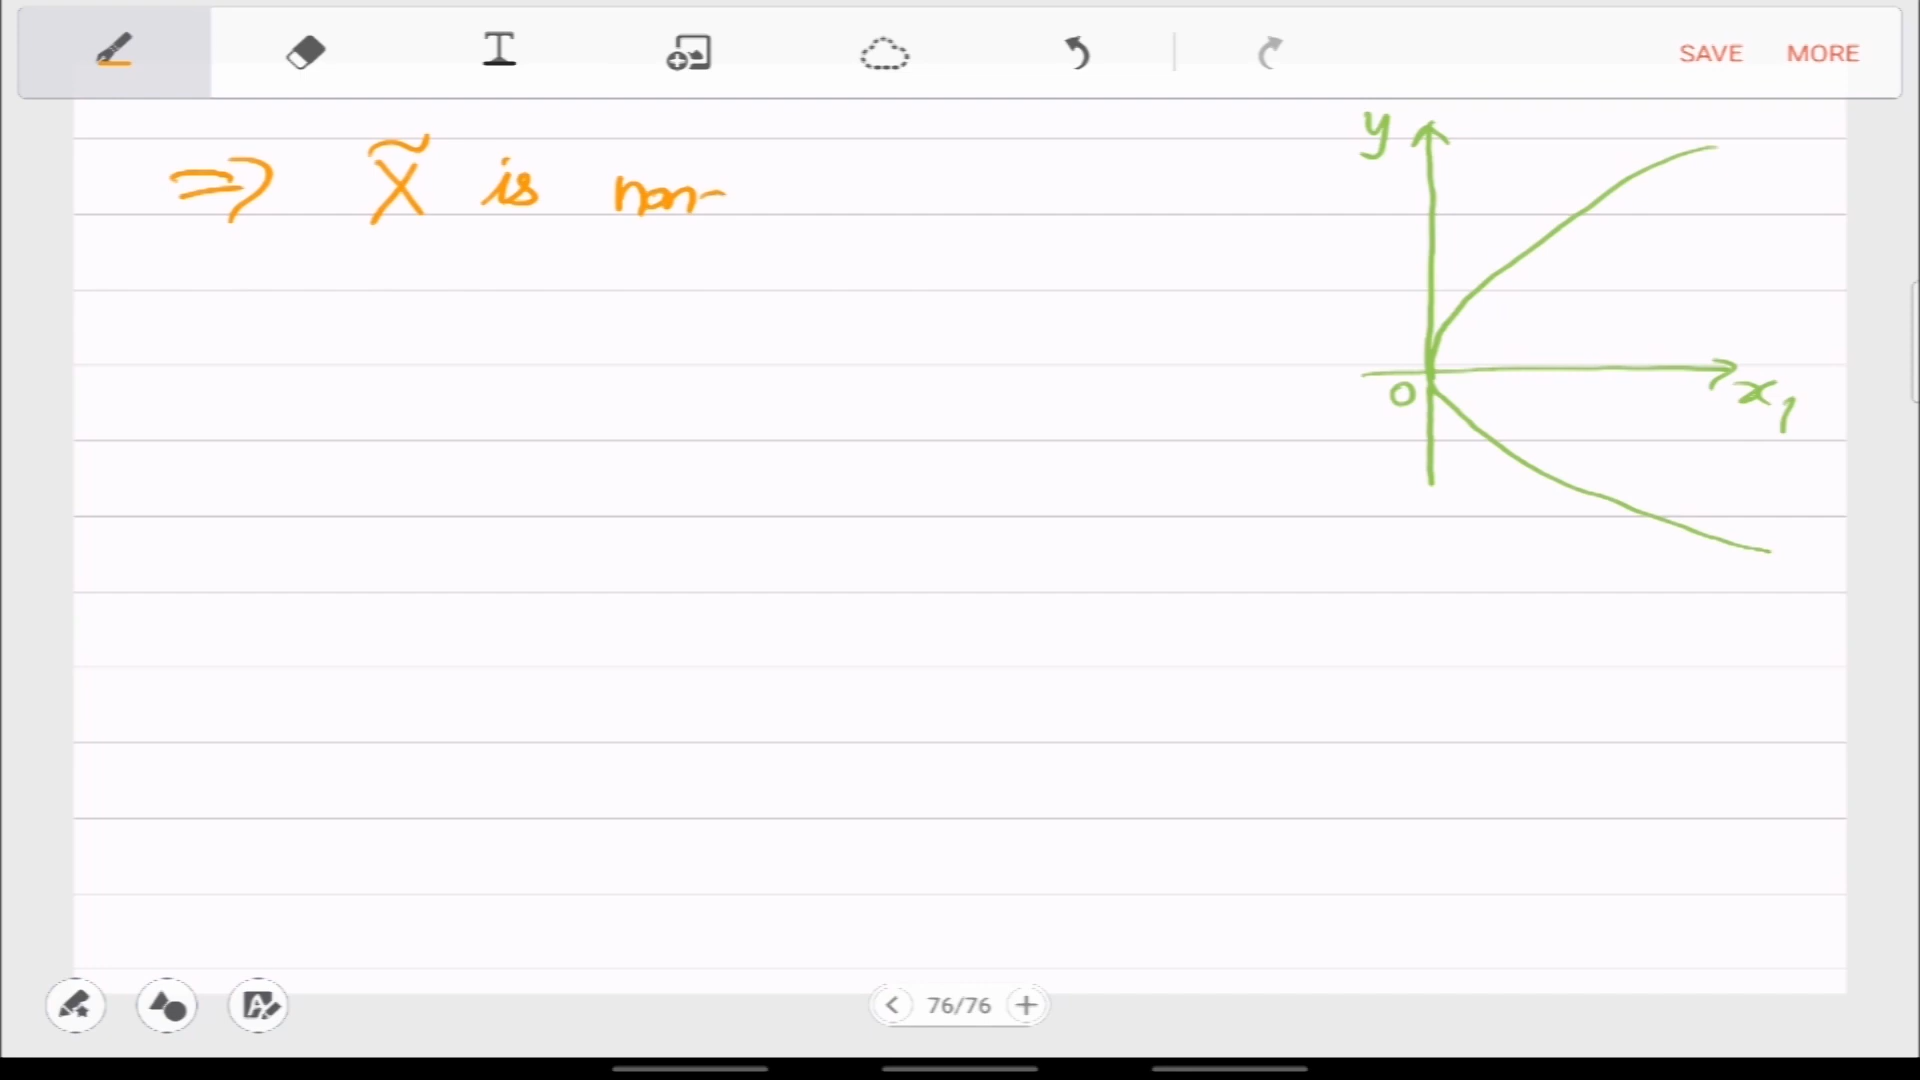 SAVE MORE
⇒ X̃ is non-
y
0
x₁
76/76